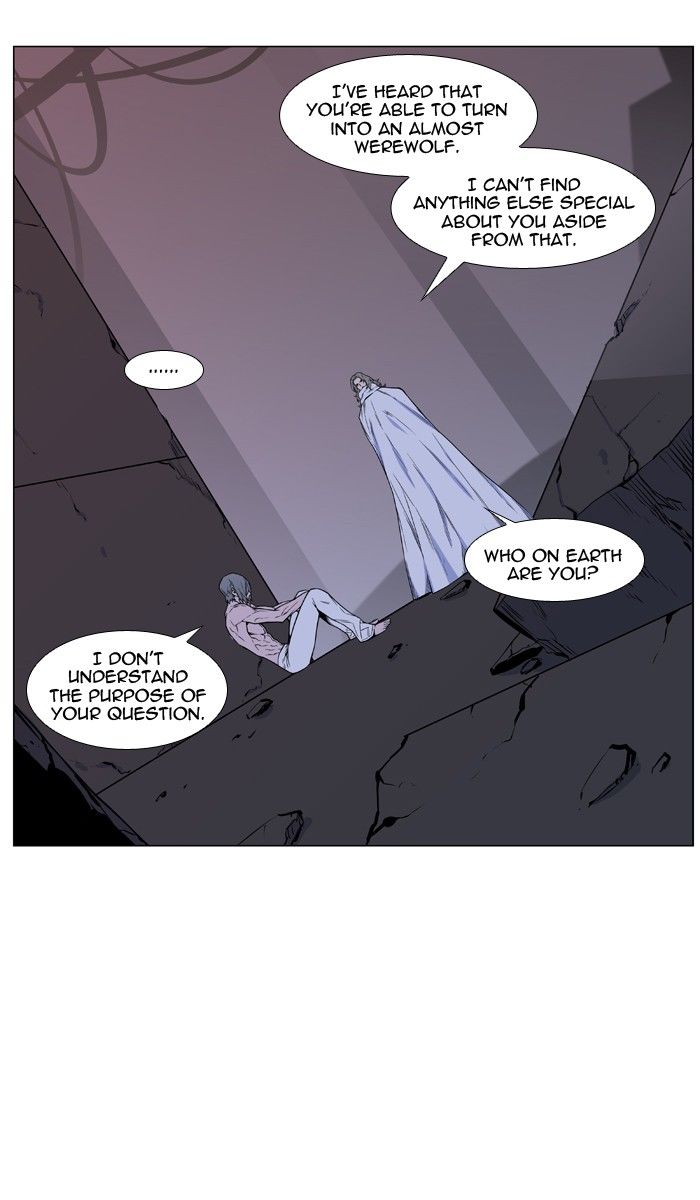 I'VE HEARD THAT
YOU'RE ABLE TO TURN
INTO AN ALMOST
WEREWOLF.
I CAN'T FIND
ANYTHING ELSE SPECIAL
ABOUT YOU ASIDE
FROM THAT.
......
WHO ON EARTH
ARE YOU?
I DON'T
UNDERSTAND
THE PURPOSE OF
YOUR QUESTION.